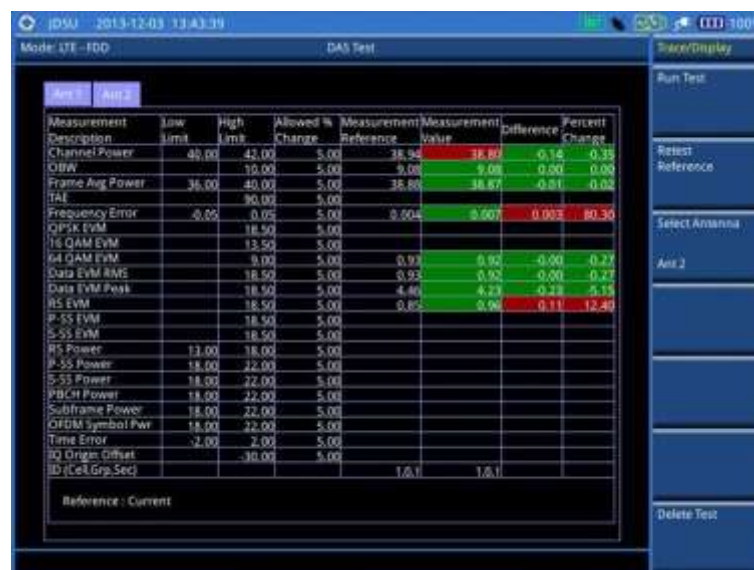 JDSU 2013-12-03 13:43:39 100%
Mode: LTE - FDD DAS Test Trace/Display
Ant 1 Ant 2
Measurement Description Low Limit High Limit Allowed % Change Measurement Reference Measurement Value Difference Percent Change
Channel Power 40.00 42.00 5.00 38.94 38.80 -0.14 -0.35
OBW 10.00 5.00 9.08 9.08 0.00 0.00
Frame Avg Power 36.00 40.00 5.00 38.88 38.87 -0.01 -0.02
TAE 90.00 5.00
Frequency Error -0.05 0.05 5.00 0.004 0.007 0.003 80.30
QPSK EVM 18.50 5.00
16 QAM EVM 13.50 5.00
64 QAM EVM 9.00 5.00 0.93 0.92 -0.00 -0.27
Data EVM RMS 18.50 5.00 0.93 0.92 -0.00 -0.27
Data EVM Peak 18.50 5.00 4.46 4.23 -0.23 -5.15
RS EVM 18.50 5.00 0.85 0.96 0.11 12.40
P-SS EVM 18.50 5.00
S-SS EVM 18.50 5.00
RS Power 13.00 18.00 5.00
P-SS Power 18.00 22.00 5.00
S-SS Power 18.00 22.00 5.00
PBCH Power 18.00 22.00 5.00
Subframe Power 18.00 22.00 5.00
OFDM Symbol Pwr 18.00 22.00 5.00
Time Error -2.00 2.00 5.00
IQ Origin Offset -30.00 5.00
ID (Cell,Grp,Sec) 1.0.1 1.0.1
Reference : Current
Run Test
Retest Reference
Select Antenna
Ant 2
Delete Test